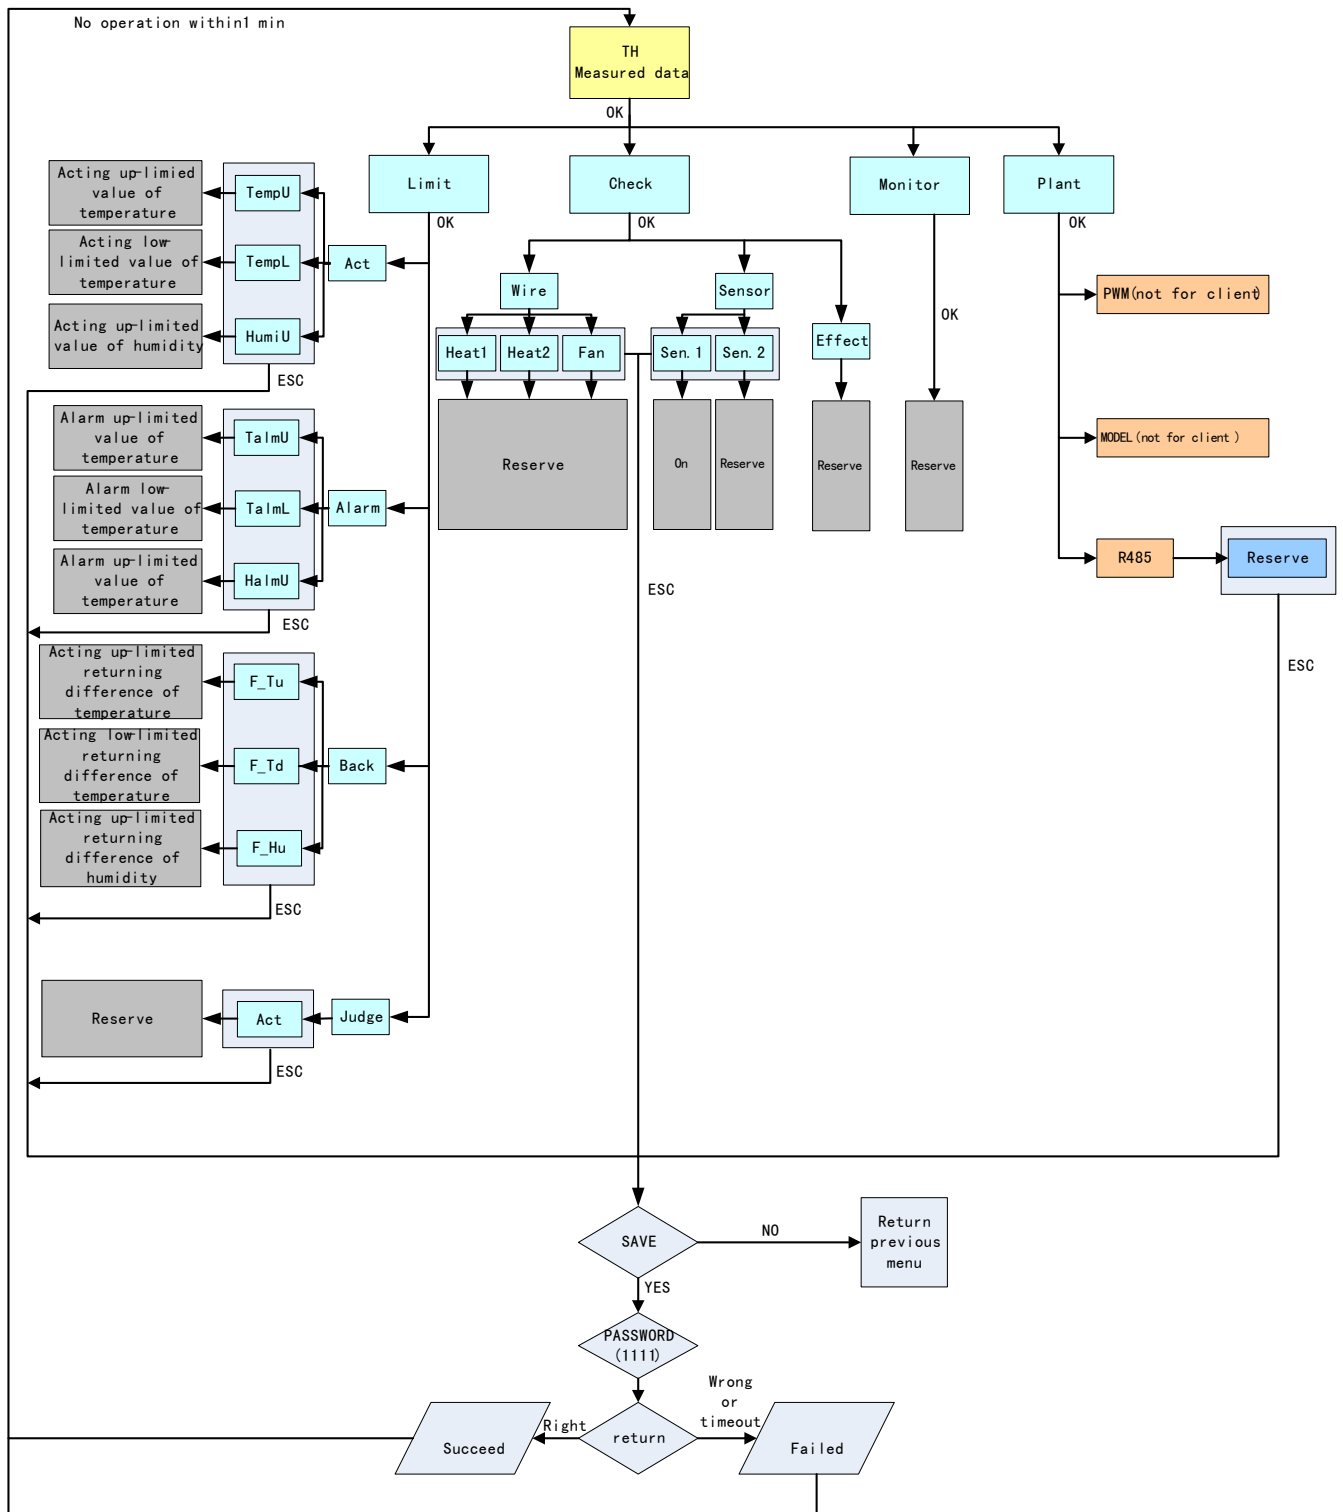 No operation within1 min
TH
Measured data
OK
Limit
Check
Monitor
Plant
OK
OK
OK
OK
Acting up-limied
value of
temperature
TempU
Acting low-
limited value of
temperature
TempL
Act
Acting up-limited
value of humidity
HumiU
ESC
Wire
Sensor
Effect
Heat1
Heat2
Fan
Sen.1
Sen.2
Reserve
On
Reserve
Reserve
Reserve
PWM(not for client)
MODEL(not for client)
R485
Reserve
ESC
ESC
Alarm up-limited
value of
temperature
TalmU
Alarm low-
limited value of
temperature
TalmL
Alarm
Alarm up-limited
value of
temperature
HalmU
ESC
Acting up-limited
returning
difference of
temperature
F_Tu
Acting low-limited
returning
difference of
temperature
F_Td
Back
Acting up-limited
returning
difference of
humidity
F_Hu
ESC
Reserve
Act
Judge
ESC
SAVE
NO
Return
previous
menu
YES
PASSWORD
(1111)
return
Right
Succeed
Wrong
or
timeout
Failed